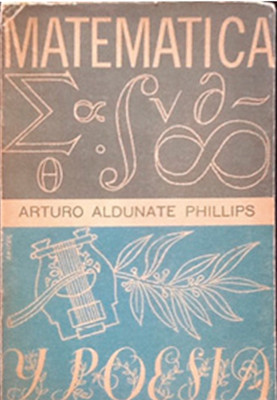 MATEMATICA
Σ α ∫ v ∂ ~
θ · ∞
ARTURO ALDUNATE PHILLIPS
Y POESIA